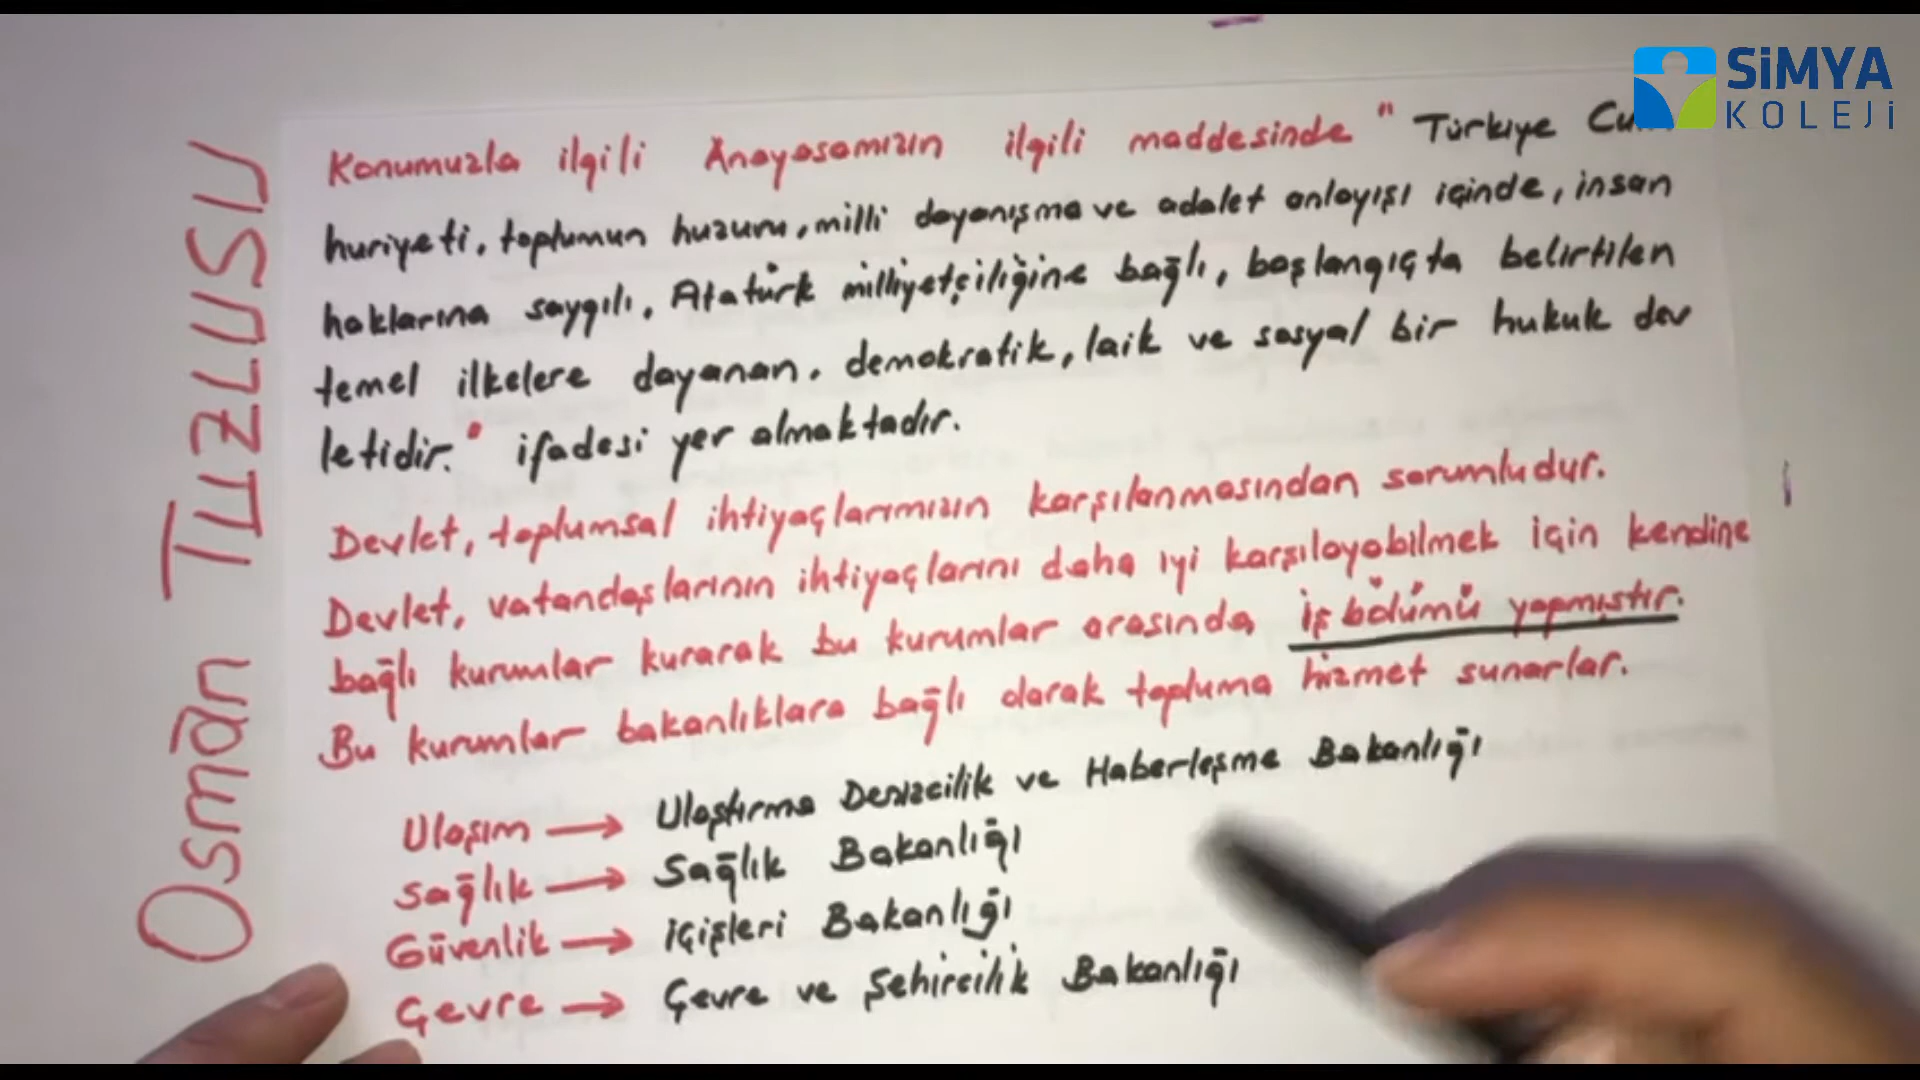 SiMYA
KOLEJi
Osman TUZLUSU
Konumuzla ilgili Anayasamızın ilgili maddesinde " Türkiye Cum
huriyeti, toplumun huzuru, milli dayanışma ve adalet anlayışı içinde, insan
haklarına saygılı, Atatürk milliyetçiliğine bağlı, başlangıçta belirtilen
temel ilkelere dayanan, demokratik, laik ve sosyal bir hukuk dev
letidir." ifadesi yer almaktadır.
Devlet, toplumsal ihtiyaçlarımızın karşılanmasından sorumludur.
Devlet, vatandaşlarının ihtiyaçlarını daha iyi karşılayabilmek için kendine
bağlı kurumlar kurarak bu kurumlar arasında iş bölümü yapmıştır.
Bu kurumlar bakanlıklara bağlı olarak topluma hizmet sunarlar.
Ulaşım → Ulaştırma Denizcilik ve Haberleşme Bakanlığı
Sağlık → Sağlık Bakanlığı
Güvenlik → İçişleri Bakanlığı
Çevre → Çevre ve Şehircilik Bakanlığı